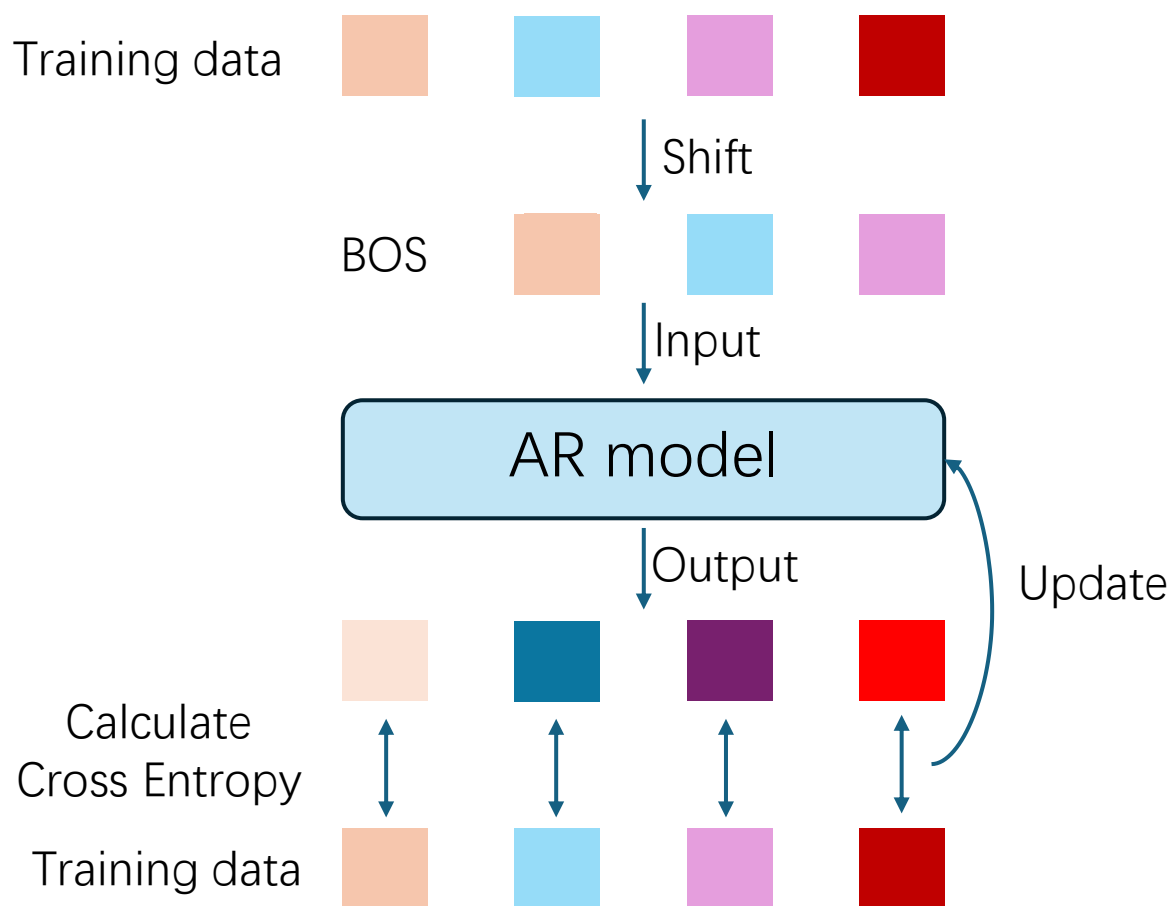 Training data
Shift
BOS
Input
AR model
Output
Update
Calculate
Cross Entropy
Training data